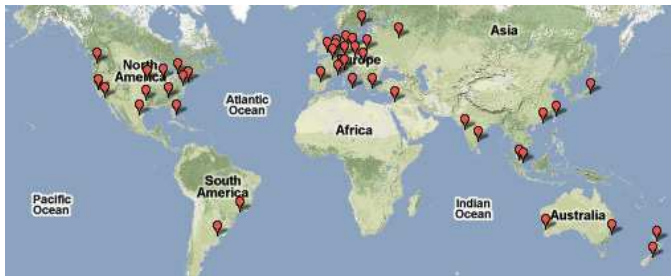 Asia
North
America
Europe
Atlantic
Ocean
Africa
South
America
Pacific
Ocean
Indian
Ocean
Australia